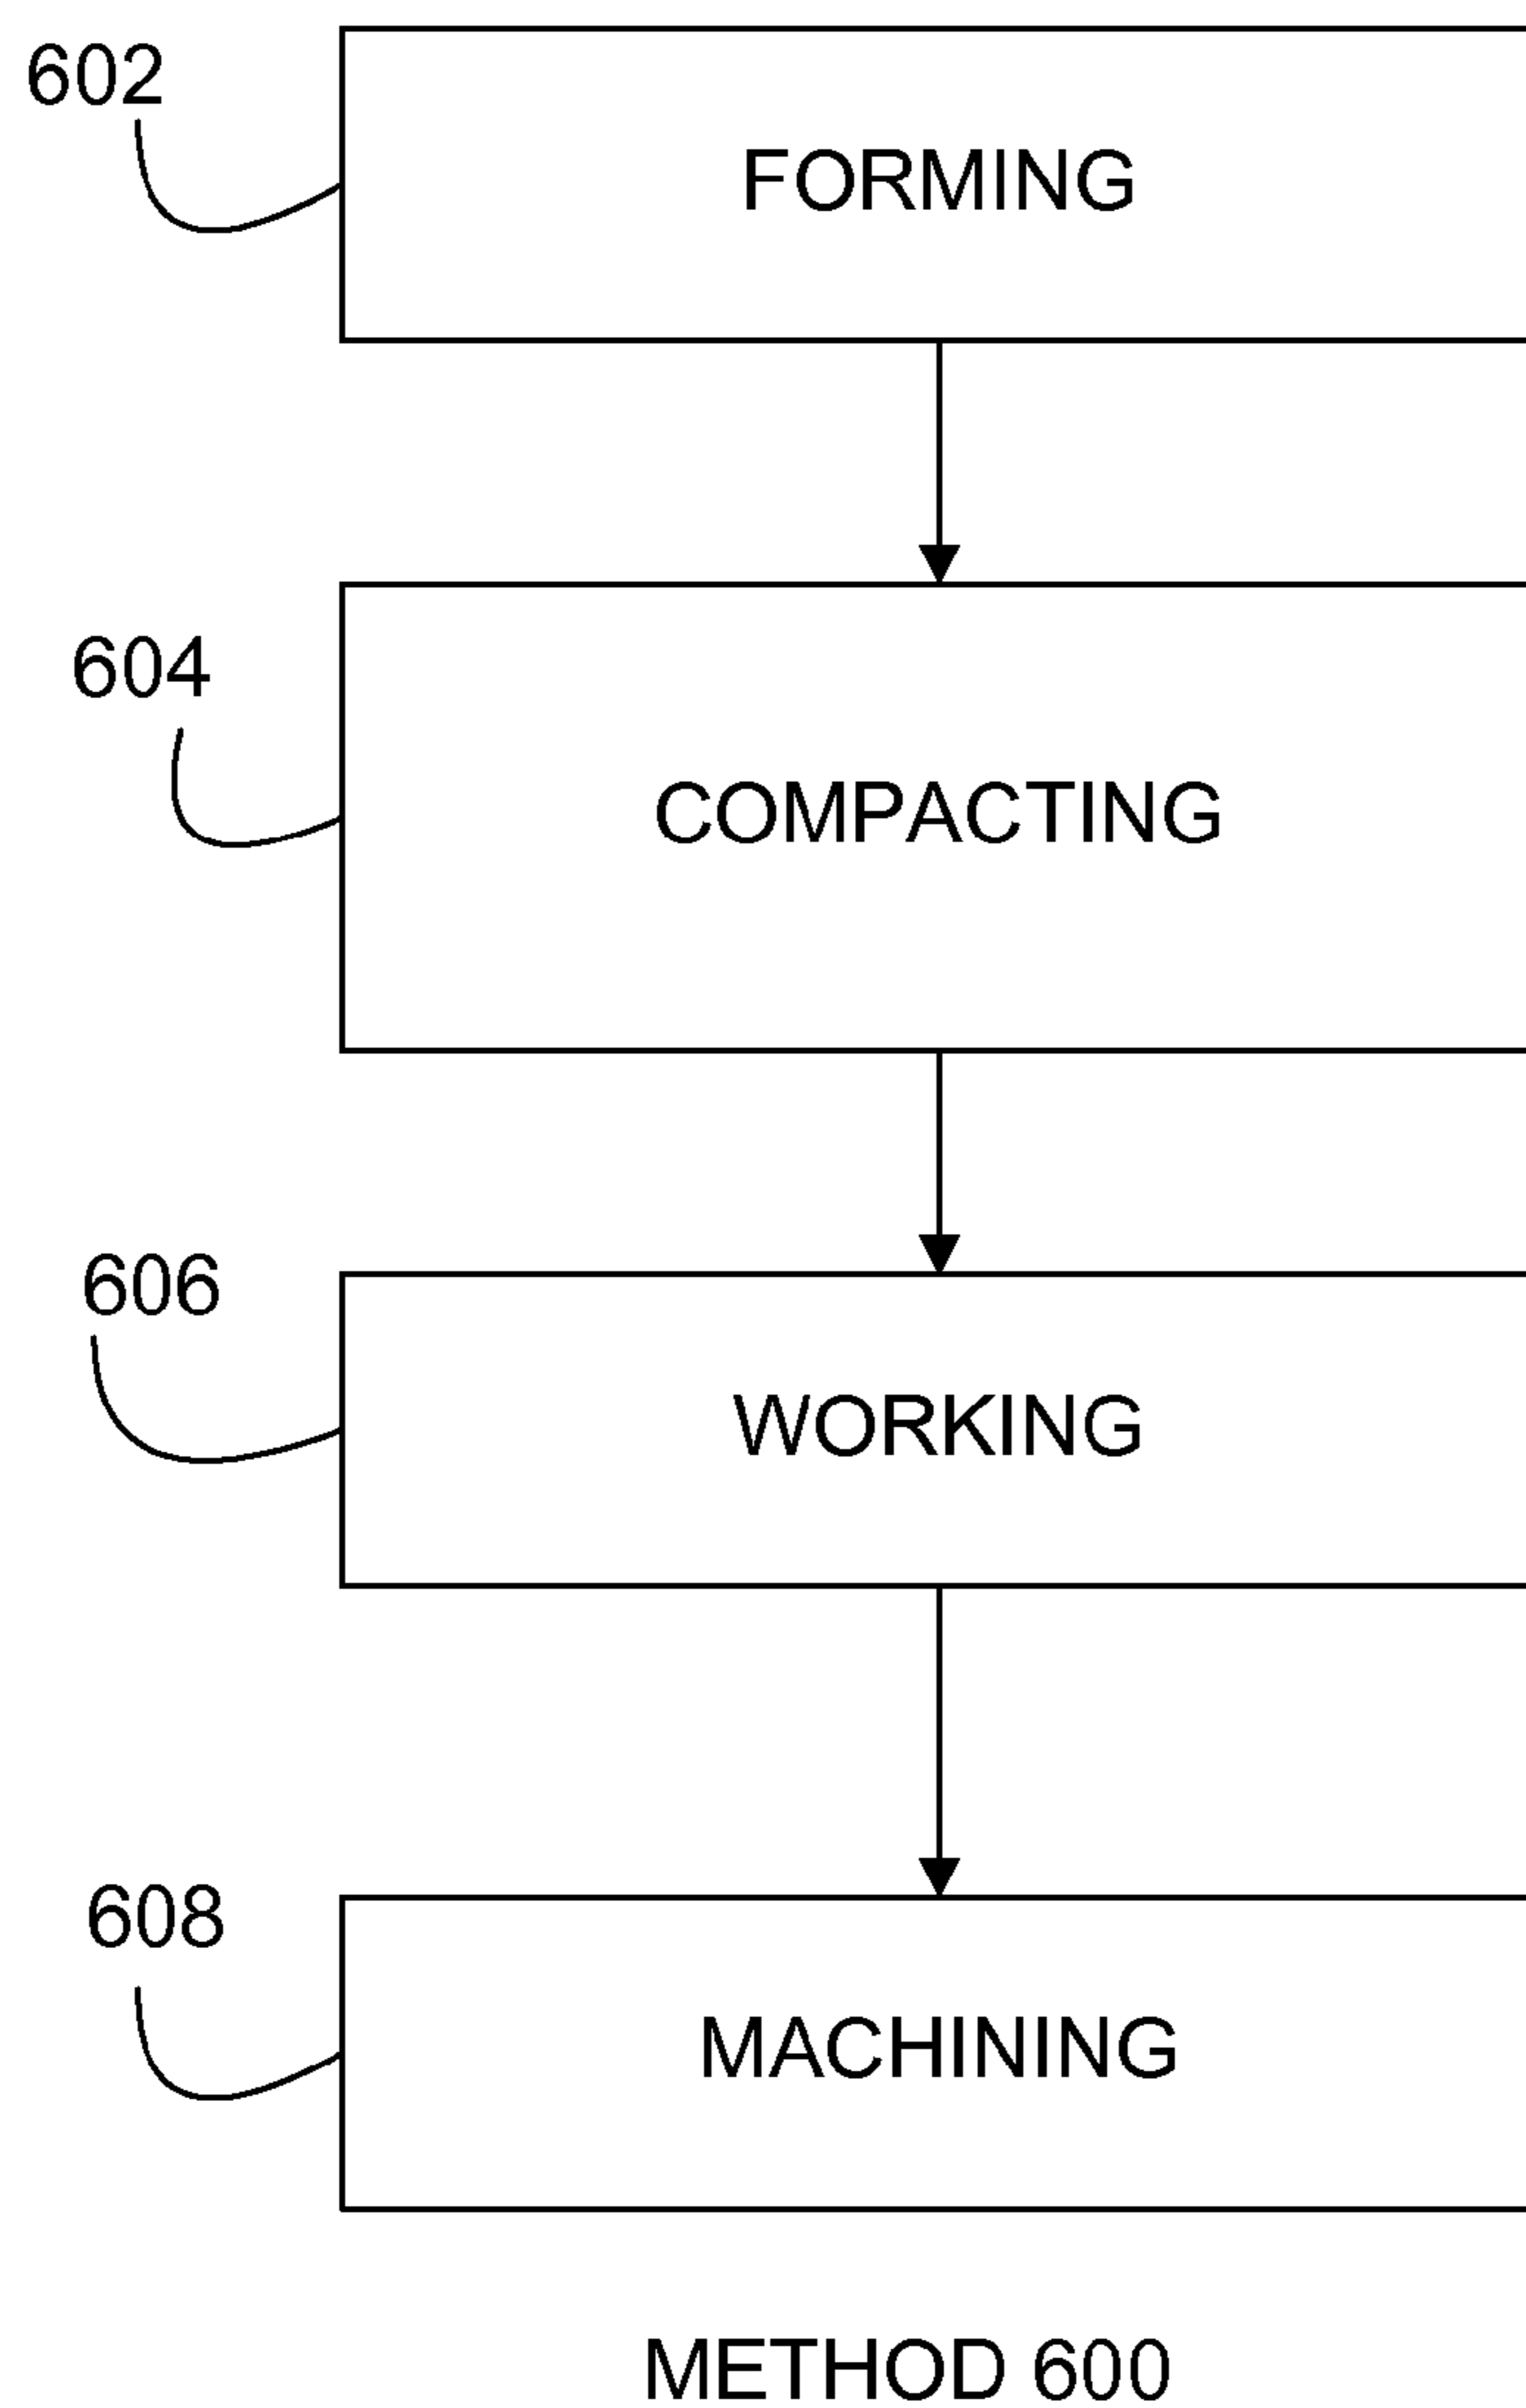 602
FORMING
604
COMPACTING
606
WORKING
608
MACHINING
METHOD 600